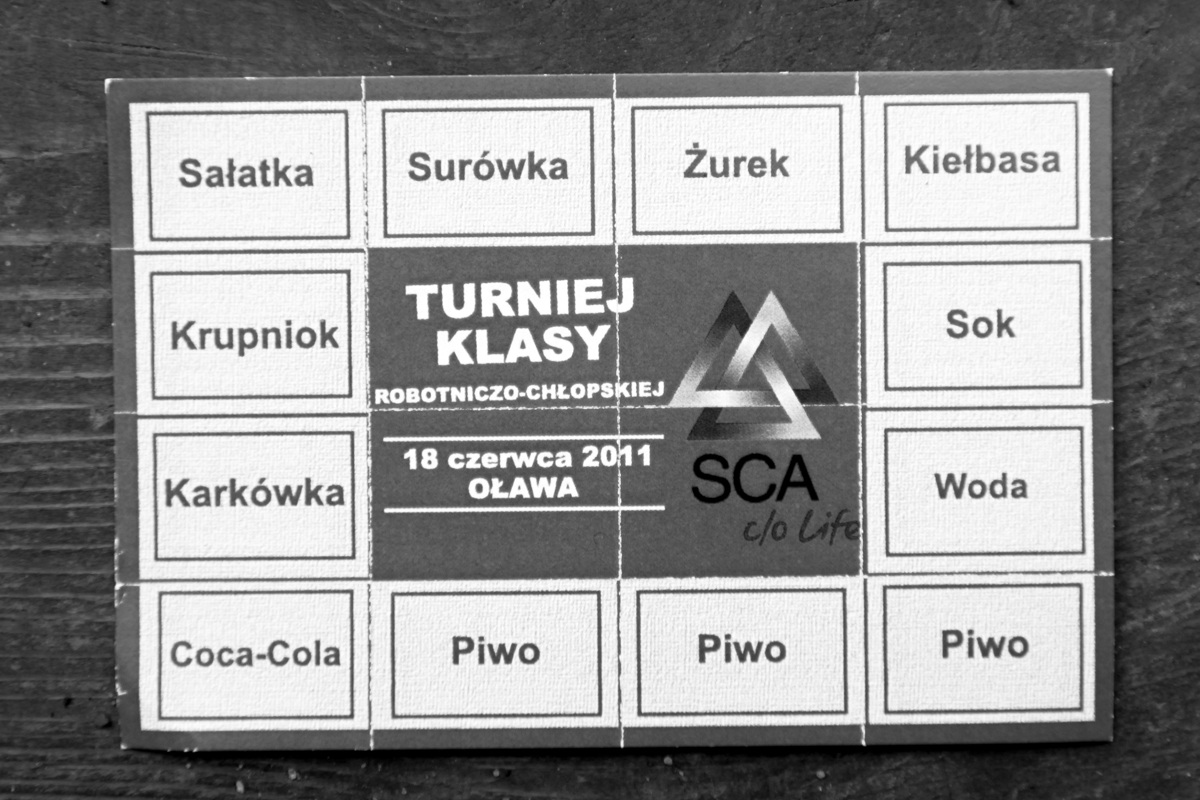 Sałatka
Surówka
Żurek
Kiełbasa
Krupniok
TURNIEJ
KLASY
ROBOTNICZO-CHŁOPSKIEJ
18 czerwca 2011
OŁAWA
SCA
c/o Life
Sok
Karkówka
Woda
Coca-Cola
Piwo
Piwo
Piwo